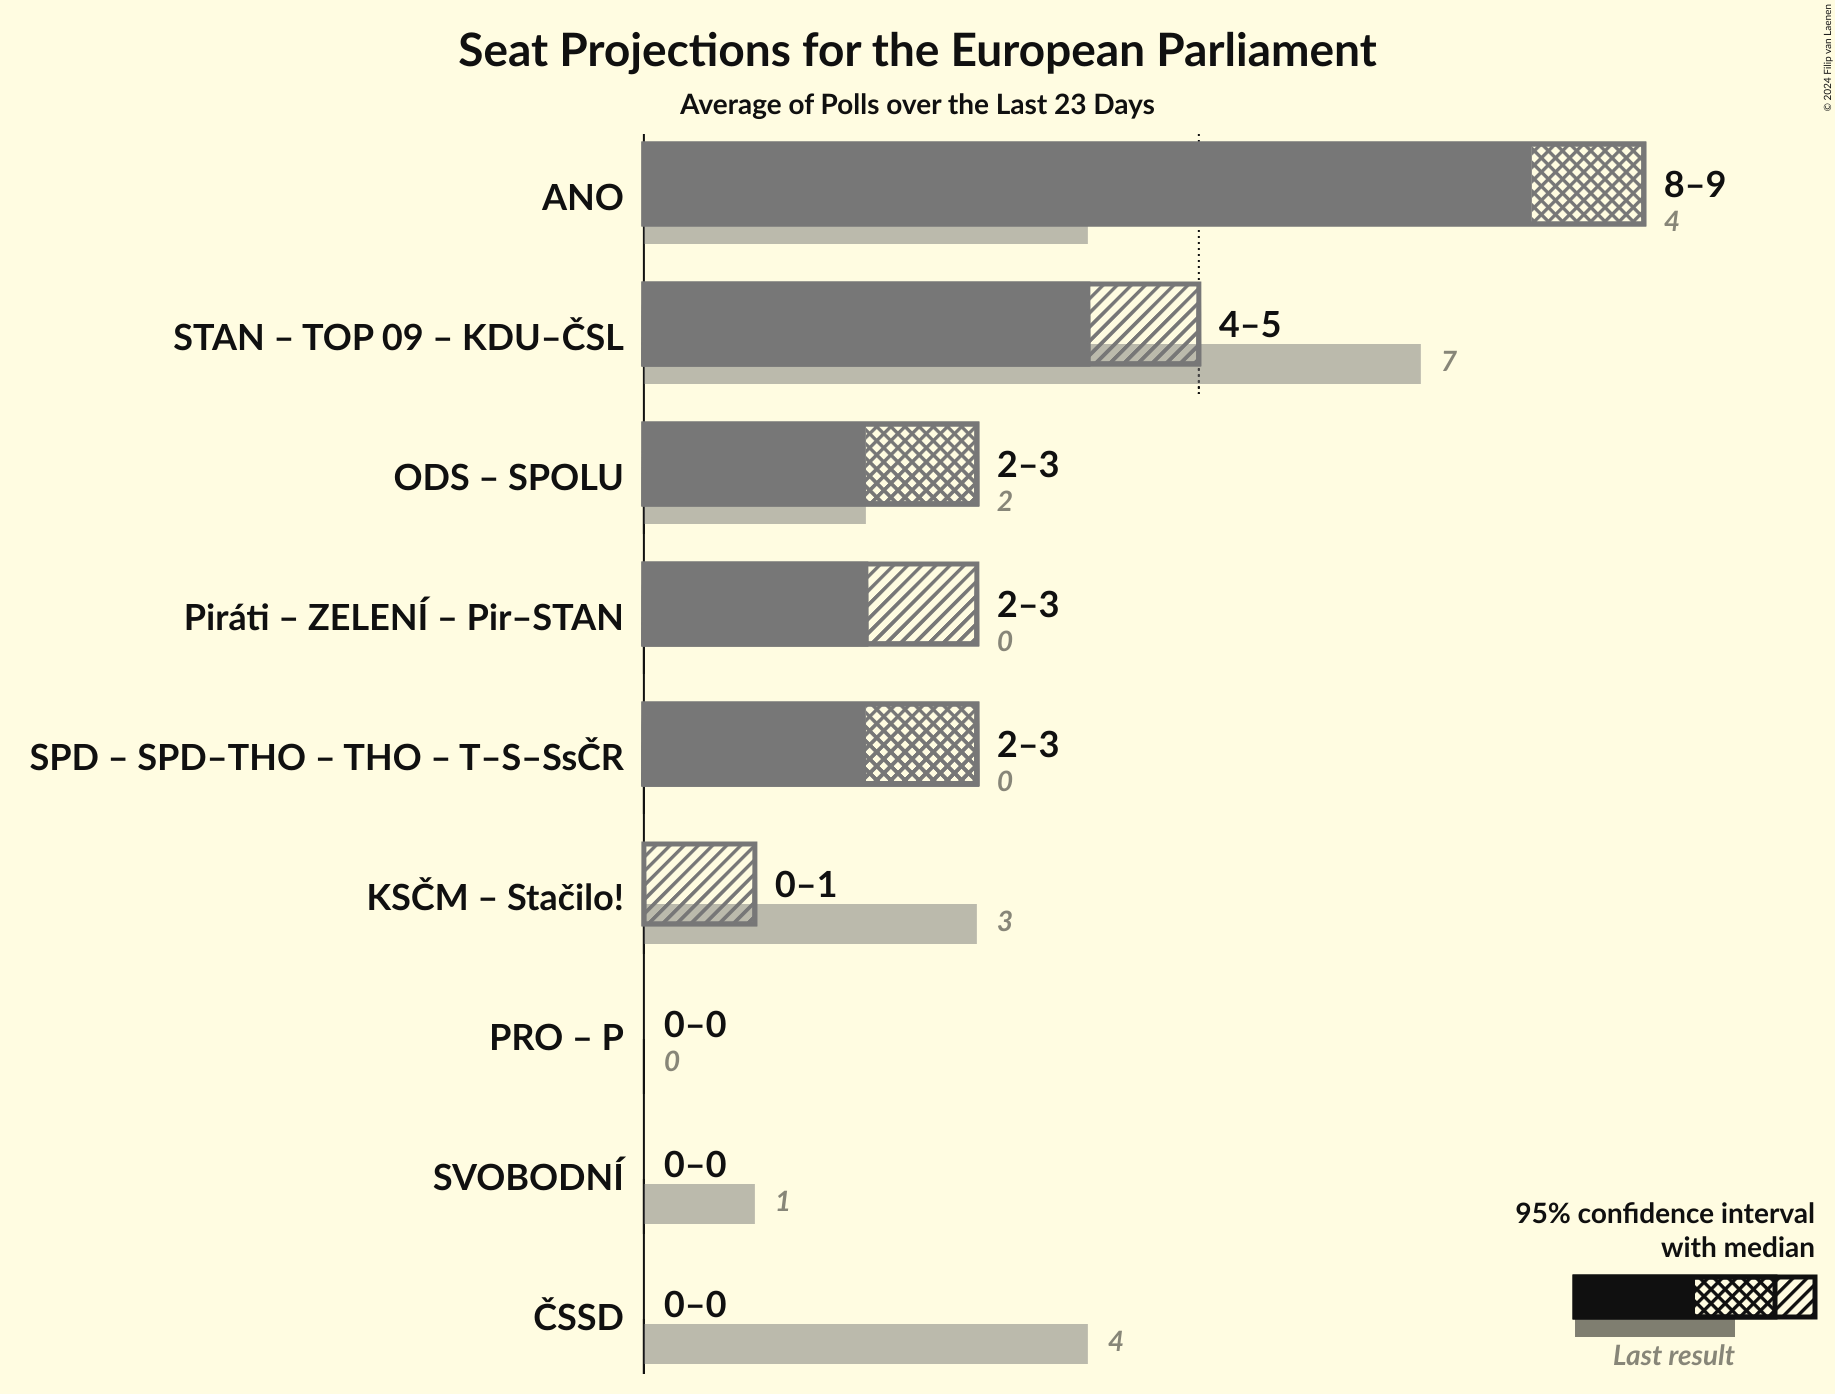 Seat Projections for the European Parliament
Average of Polls over the Last 23 Days
© 2024 Filip van Laenen
ANO
8–9
4
STAN – TOP 09 – KDU–ČSL
4–5
7
ODS – SPOLU
2–3
2
Piráti – ZELENÍ – Pir–STAN
2–3
0
SPD – SPD–THO – THO – T–S–SsČR
2–3
0
KSČM – Stačilo!
0–1
3
PRO – P
0–0
0
SVOBODNÍ
0–0
1
ČSSD
0–0
4
95% confidence interval
with median
Last result